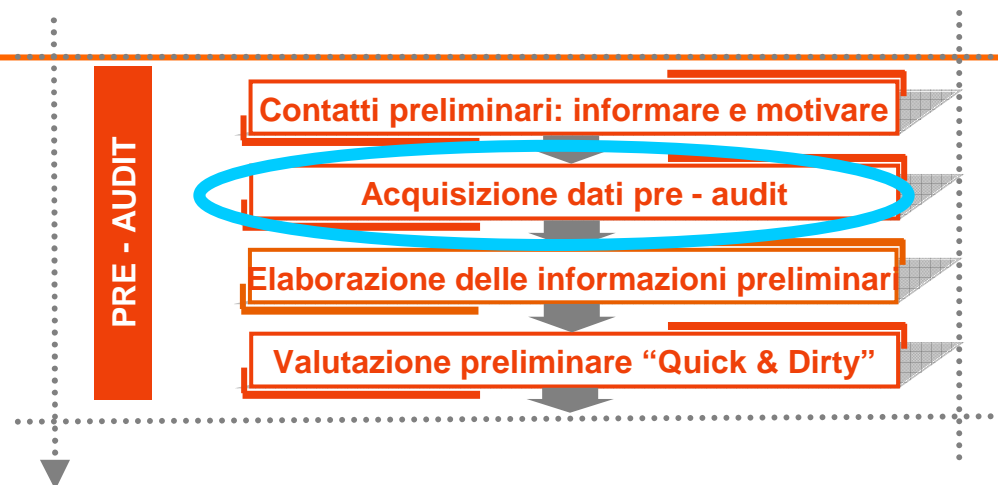 PRE - AUDIT
Contatti preliminari: informare e motivare
Acquisizione dati pre - audit
Elaborazione delle informazioni preliminari
Valutazione preliminare “Quick & Dirty”